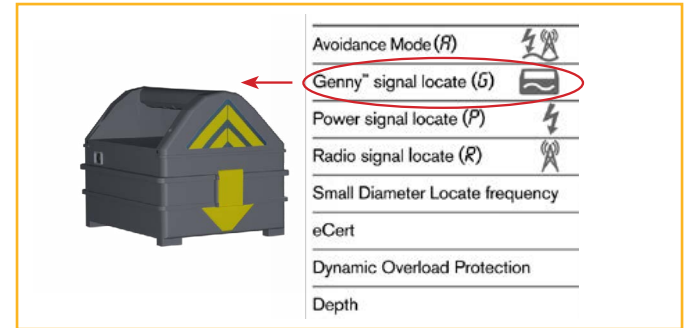 Avoidance Mode (A)
Genny™ signal locate (G)
Power signal locate (P)
Radio signal locate (R)
Small Diameter Locate frequency
eCert
Dynamic Overload Protection
Depth